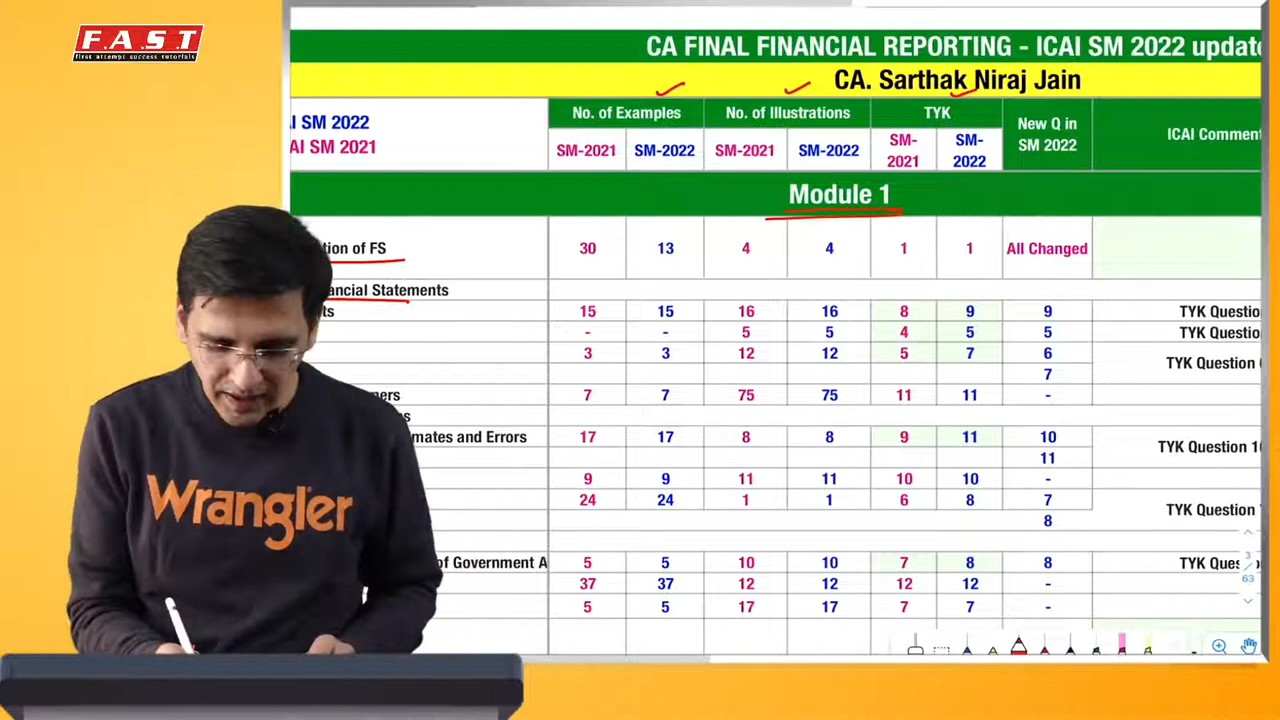 F.A.S.T
first attempt success tutorials
CA FINAL FINANCIAL REPORTING - ICAI SM 2022 update
CA. Sarthak Niraj Jain
I SM 2022
AI SM 2021
No. of Examples No. of Illustrations TYK New Q in SM 2022 ICAI Comment
SM-2021 SM-2022 SM-2021 SM-2022 SM-2021 SM-2022
Module 1
tion of FS 30 13 4 4 1 1 All Changed
ancial Statements
ts 15 15 16 16 8 9 9 TYK Questio
- - 5 5 4 5 5 TYK Questio
3 3 12 12 5 7 6 TYK Question
7
ners 7 7 75 75 11 11 -
es
mates and Errors 17 17 8 8 9 11 10 TYK Question 10
11
9 9 11 11 10 10 -
24 24 1 1 6 8 7 TYK Question
8
of Government A 5 5 10 10 7 8 8 TYK Ques
37 37 12 12 12 12 -
5 5 17 17 7 7 -
3
/
63
Wrangler